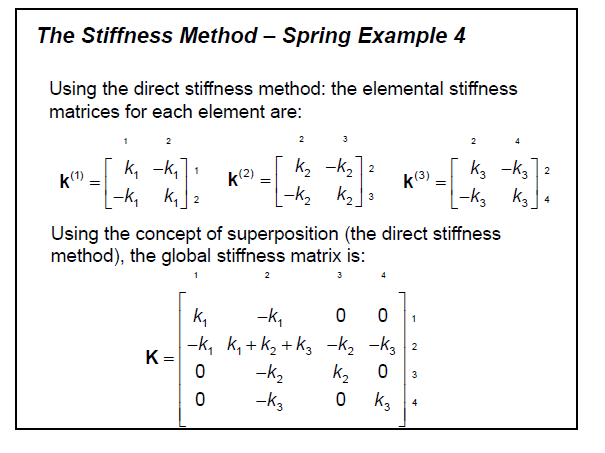 The Stiffness Method – Spring Example 4
Using the direct stiffness method: the elemental stiffness
matrices for each element are:
1 2 2 3 2 4
k(1) = [ k₁ −k₁ ] 1 k(2) = [ k₂ −k₂ ] 2 k(3) = [ k₃ −k₃ ] 2
[ −k₁ k₁ ] 2 [ −k₂ k₂ ] 3 [ −k₃ k₃ ] 4
Using the concept of superposition (the direct stiffness
method), the global stiffness matrix is:
1 2 3 4
k₁ −k₁ 0 0 1
−k₁ k₁ + k₂ + k₃ −k₂ −k₃ 2
K =
0 −k₂ k₂ 0 3
0 −k₃ 0 k₃ 4